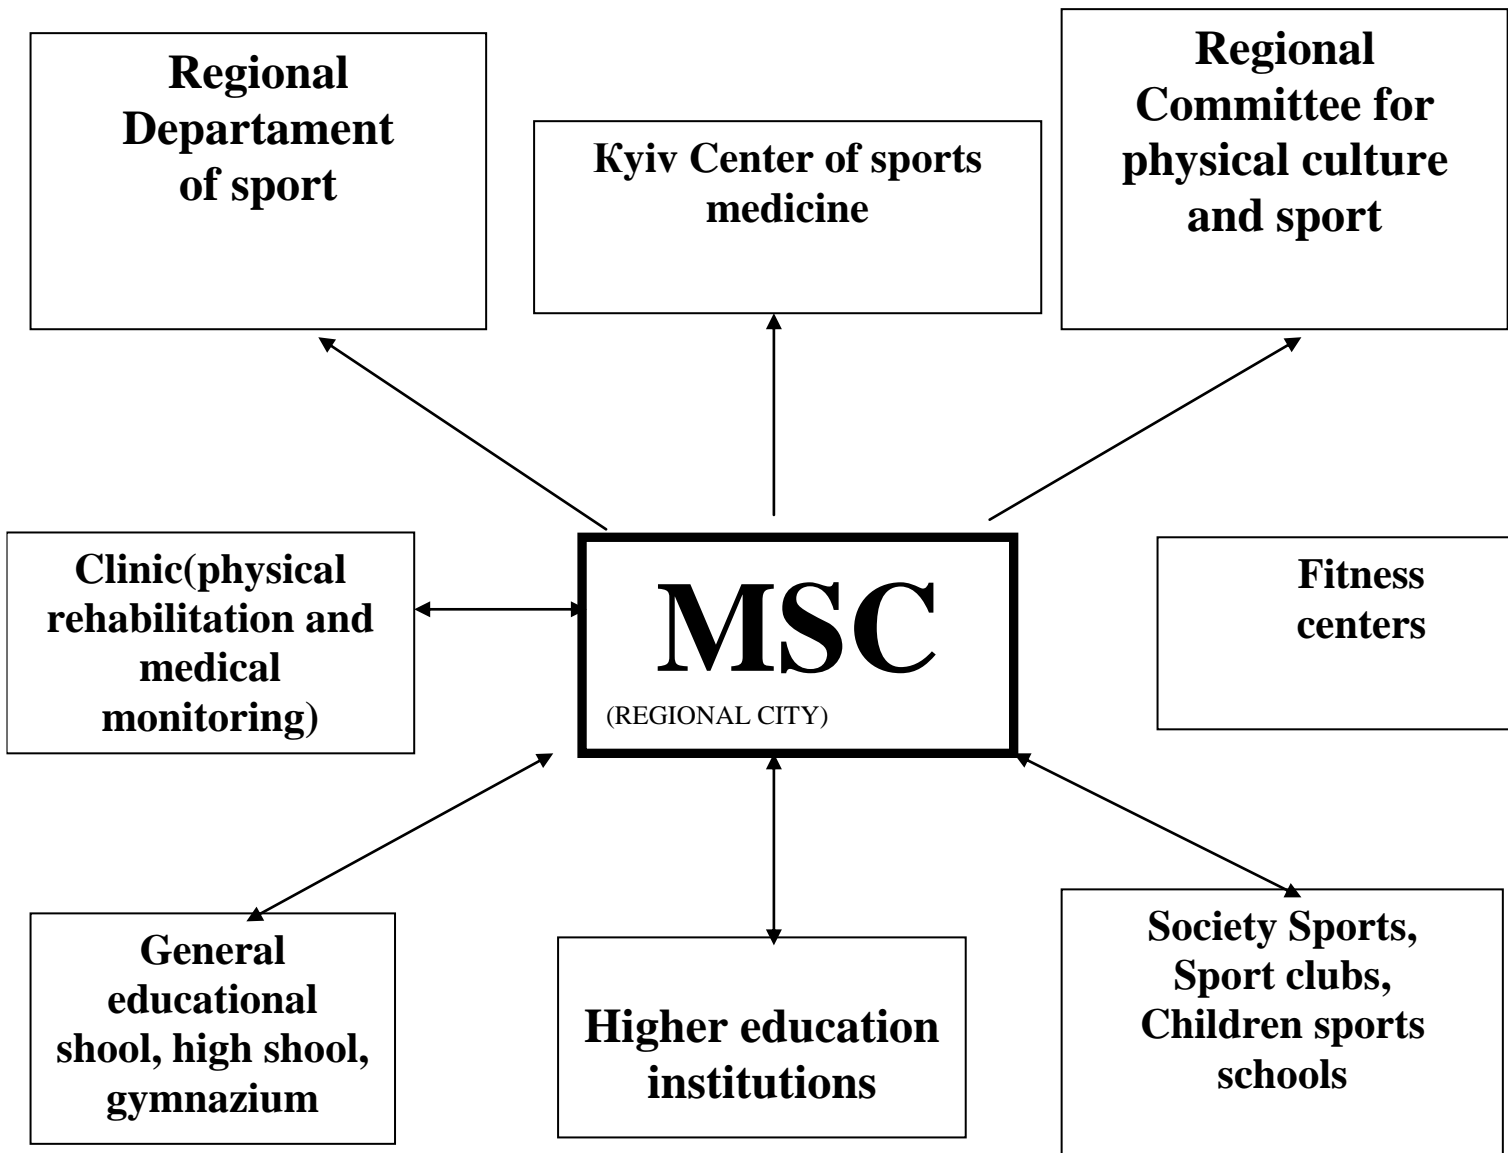 Regional
Departament
of sport
Kyiv Center of sports
medicine
Regional
Committee for
physical culture
and sport
Clinic(physical
rehabilitation and
medical
monitoring)
MSC
(REGIONAL CITY)
Fitness
centers
General
educational
shool, high shool,
gymnazium
Higher education
institutions
Society Sports,
Sport clubs,
Children sports
schools